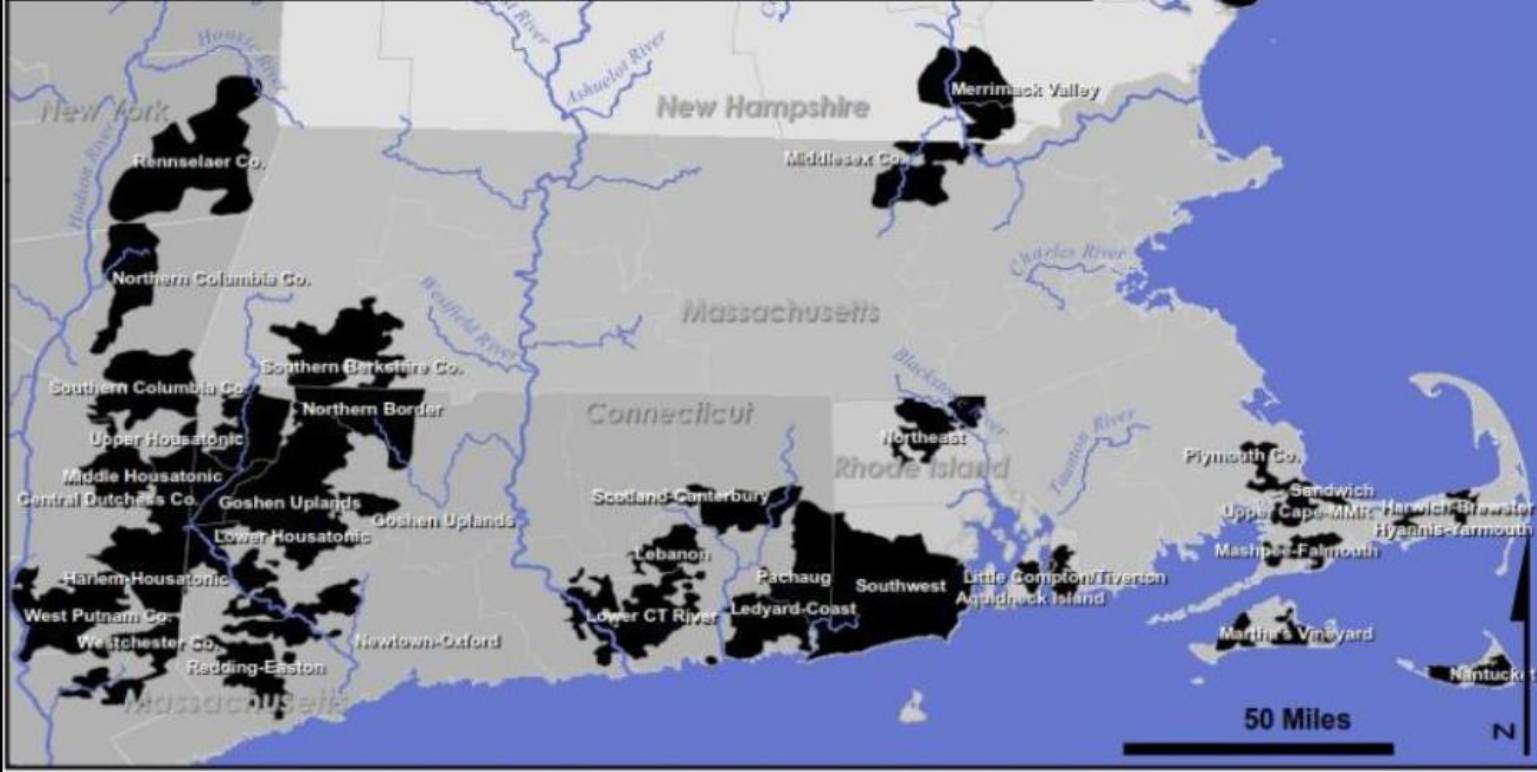 Hoosic River
Ashuelot River
New York
New Hampshire
Merrimack Valley
Rennselaer Co.
Middlesex Co.
Hudson River
Charles River
Northern Columbia Co.
Westfield River
Massachusetts
Southern Berkshire Co.
Blackstone River
Southern Columbia Co.
Northern Border
Connecticut
Upper Housatonic
Northeast
Taunton River
Plymouth Co.
Rhode Island
Middle Housatonic
Central Dutchess Co.
Goshen Uplands
Goshen Uplands
Scotland-Canterbury
Sandwich
Upper Cape-MMR
Harwich-Brewster
Hyannis-Yarmouth
Lower Housatonic
Lebanon
Mashpee-Falmouth
Harlem-Housatonic
Pachaug
Southwest
Little Compton/Tiverton
Aquidneck Island
West Putnam Co.
Lower CT River
Ledyard-Coast
Westchester Co.
Newtown-Oxford
Martha's Vineyard
Redding-Easton
Nantucket
Massachusetts
50 Miles
N